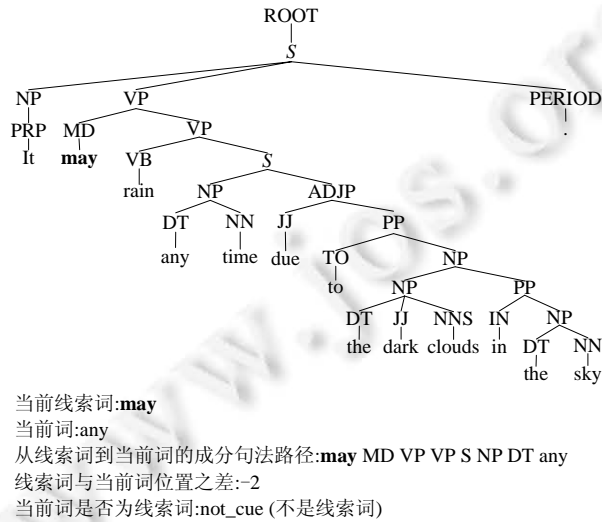 ROOT
S
NP VP PERIOD
PRP MD VP .
It may VB S
rain NP ADJP
DT NN JJ PP
any time due TO NP
to NP PP
DT JJ NNS IN NP
the dark clouds in DT NN
the sky
当前线索词:may
当前词:any
从线索词到当前词的成分句法路径:may MD VP VP S NP DT any
线索词与当前词位置之差:−2
当前词是否为线索词:not_cue (不是线索词)
www.jos.or